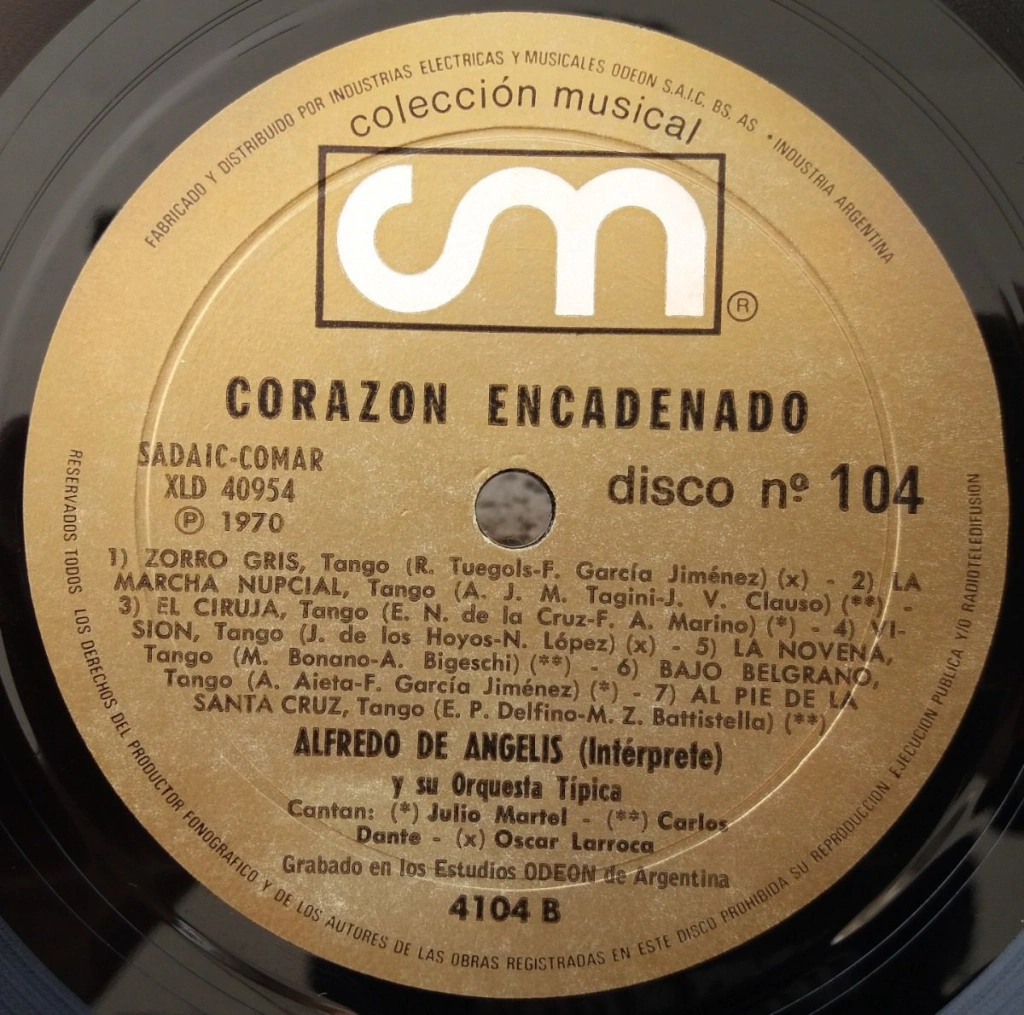 FABRICADO Y DISTRIBUIDO POR INDUSTRIAS ELECTRICAS Y MUSICALES ODEON S.A.I.C. BS. AS • INDUSTRIA ARGENTINA
colección musical
cm
®
CORAZON ENCADENADO
SADAIC-COMAR
XLD 40954
℗ 1970
disco nº 104
1) ZORRO GRIS, Tango (R. Tuegols-F. García Jiménez) (x) - 2) LA
MARCHA NUPCIAL, Tango (A. J. M. Tagini-J. V. Clauso) (**) -
3) EL CIRUJA, Tango (E. N. de la Cruz-F. A. Marino) (*) - 4) VI-
SION, Tango (J. de los Hoyos-N. López) (x) - 5) LA NOVENA,
Tango (M. Bonano-A. Bigeschi) (**) - 6) BAJO BELGRANO,
Tango (A. Aieta-F. García Jiménez) (*) - 7) AL PIE DE LA
SANTA CRUZ, Tango (E. P. Delfino-M. Z. Battistella) (**)
ALFREDO DE ANGELIS (Intérprete)
y su Orquesta Típica
Cantan: (*) Julio Martel - (**) Carlos
Dante - (x) Oscar Larroca
Grabado en los Estudios ODEON de Argentina
4104 B
RESERVADOS TODOS LOS DERECHOS DEL PRODUCTOR FONOGRAFICO Y DE LOS AUTORES DE LAS OBRAS REGISTRADAS EN ESTE DISCO PROHIBIDA SU REPRODUCCION EJECUCION PUBLICA Y/O RADIOTELEDIFUSION